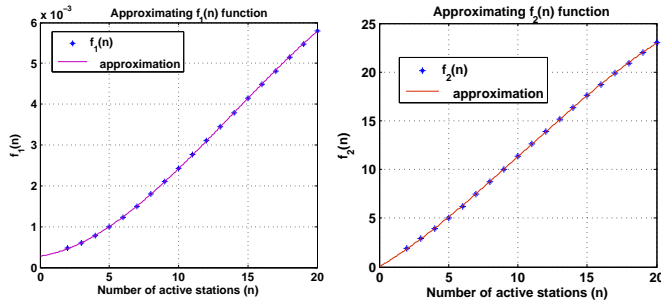 Approximating f1(n) function
x 10^-3
6
5
4
3
2
1
0
f1(n)
f1(n)
approximation
0 5 10 15 20
Number of active stations (n)
Approximating f2(n) function
25
20
15
10
5
0
f2(n)
f2(n)
approximation
0 5 10 15 20
Number of active stations (n)